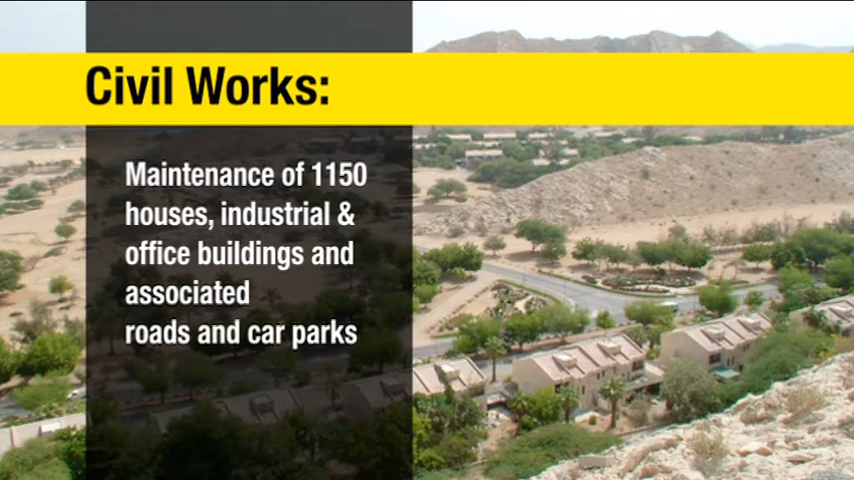 Civil Works:
Maintenance of 1150
houses, industrial &
office buildings and
associated
roads and car parks